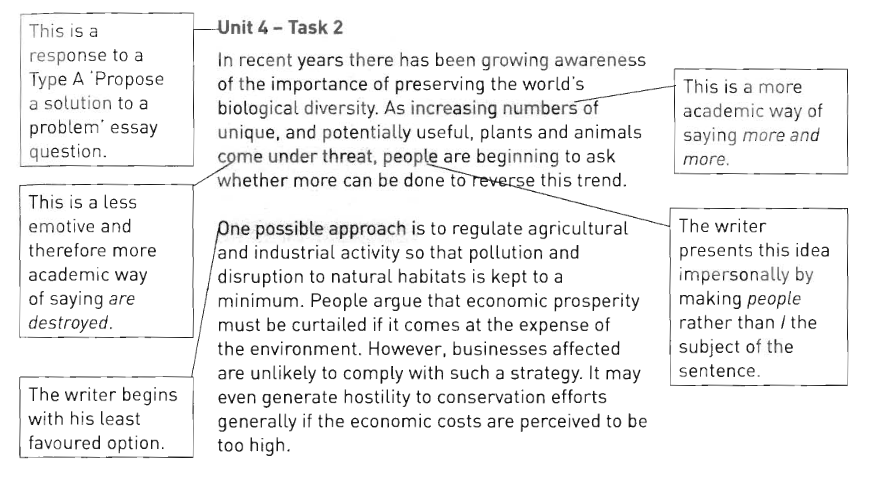 This is a
response to a
Type A 'Propose
a solution to a
problem' essay
question.
Unit 4 – Task 2
In recent years there has been growing awareness
of the importance of preserving the world's
biological diversity. As increasing numbers of
unique, and potentially useful, plants and animals
come under threat, people are beginning to ask
whether more can be done to reverse this trend.
This is a more
academic way of
saying more and
more.
This is a less
emotive and
therefore more
academic way
of saying are
destroyed.
One possible approach is to regulate agricultural
and industrial activity so that pollution and
disruption to natural habitats is kept to a
minimum. People argue that economic prosperity
must be curtailed if it comes at the expense of
the environment. However, businesses affected
are unlikely to comply with such a strategy. It may
even generate hostility to conservation efforts
generally if the economic costs are perceived to be
too high.
The writer
presents this idea
impersonally by
making people
rather than I the
subject of the
sentence.
The writer begins
with his least
favoured option.